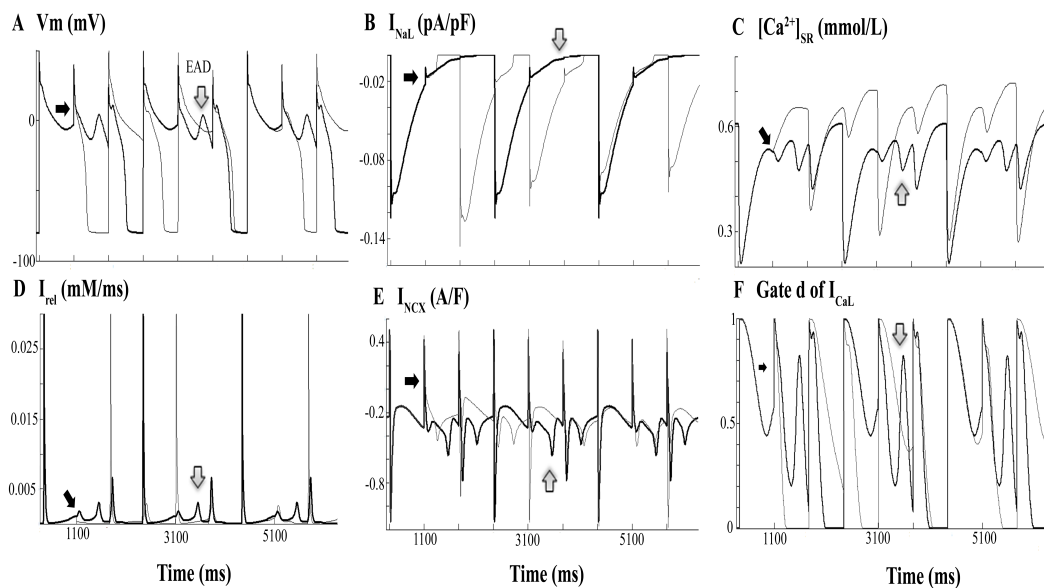 A Vm (mV)
0
-100
EAD
B I_NaL (pA/pF)
-0.02
-0.08
-0.14
C [Ca²⁺]_SR (mmol/L)
0.6
0.3
D I_rel (mM/ms)
0.025
0.015
0.005
1100 3100 5100
Time (ms)
E I_NCX (A/F)
0.4
-0.2
-0.8
1100 3100 5100
Time (ms)
F Gate d of I_CaL
1
0.5
0
1100 3100 5100
Time (ms)